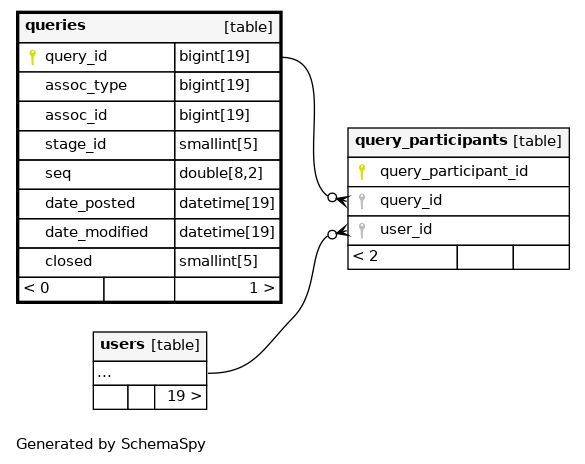 queries [table]
query_id bigint[19]
assoc_type bigint[19]
assoc_id bigint[19]
stage_id smallint[5]
seq double[8,2]
date_posted datetime[19]
date_modified datetime[19]
closed smallint[5]
< 0 1 >
query_participants [table]
query_participant_id
query_id
user_id
< 2
users [table]
...
19 >
Generated by SchemaSpy